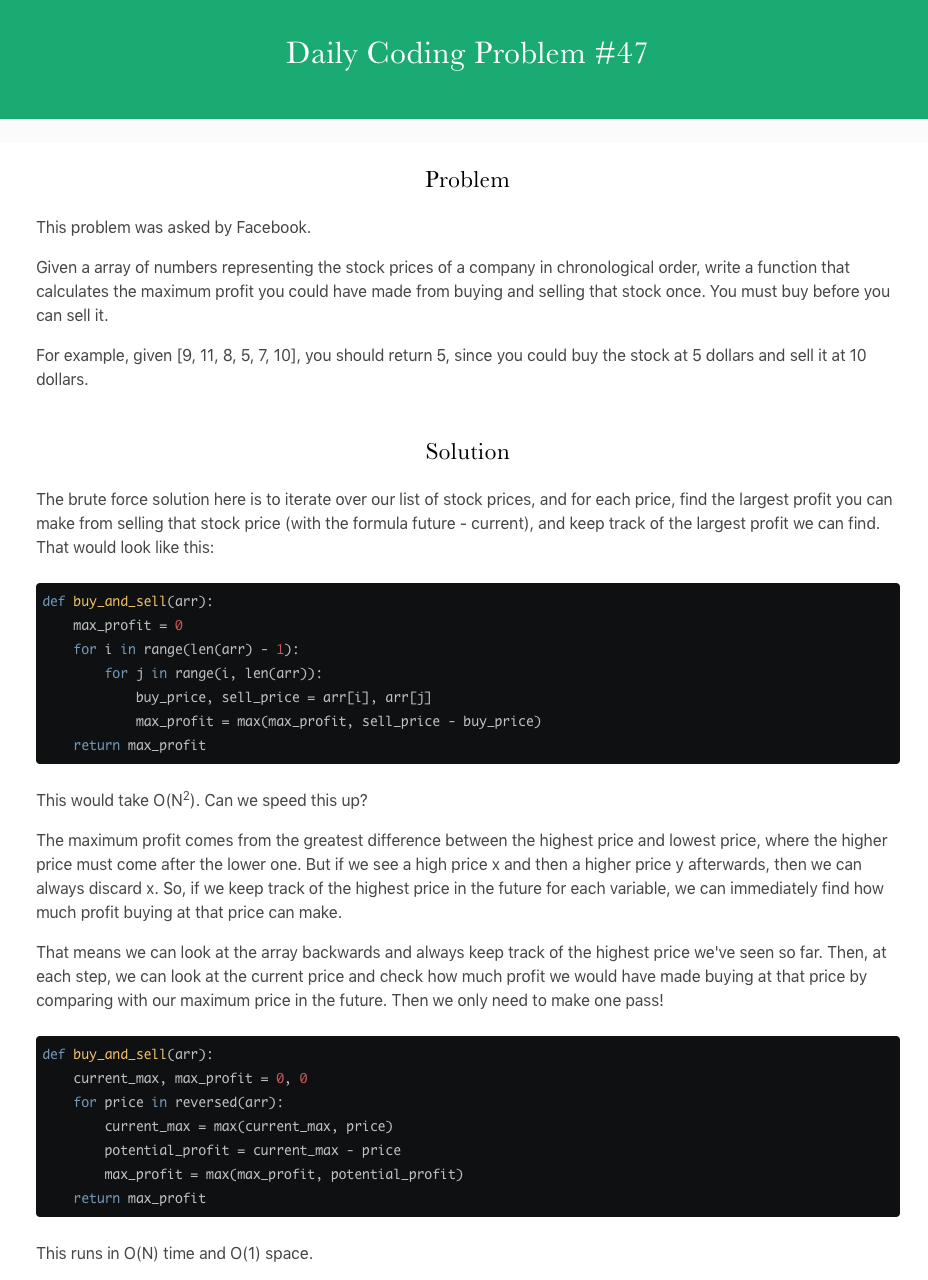 Daily Coding Problem #47
Problem
This problem was asked by Facebook.
Given a array of numbers representing the stock prices of a company in chronological order, write a function that
calculates the maximum profit you could have made from buying and selling that stock once. You must buy before you
can sell it.
For example, given [9, 11, 8, 5, 7, 10], you should return 5, since you could buy the stock at 5 dollars and sell it at 10
dollars.
Solution
The brute force solution here is to iterate over our list of stock prices, and for each price, find the largest profit you can
make from selling that stock price (with the formula future - current), and keep track of the largest profit we can find.
That would look like this:
def buy_and_sell(arr):
    max_profit = 0
    for i in range(len(arr) - 1):
        for j in range(i, len(arr)):
            buy_price, sell_price = arr[i], arr[j]
            max_profit = max(max_profit, sell_price - buy_price)
    return max_profit
This would take O(N²). Can we speed this up?
The maximum profit comes from the greatest difference between the highest price and lowest price, where the higher
price must come after the lower one. But if we see a high price x and then a higher price y afterwards, then we can
always discard x. So, if we keep track of the highest price in the future for each variable, we can immediately find how
much profit buying at that price can make.
That means we can look at the array backwards and always keep track of the highest price we've seen so far. Then, at
each step, we can look at the current price and check how much profit we would have made buying at that price by
comparing with our maximum price in the future. Then we only need to make one pass!
def buy_and_sell(arr):
    current_max, max_profit = 0, 0
    for price in reversed(arr):
        current_max = max(current_max, price)
        potential_profit = current_max - price
        max_profit = max(max_profit, potential_profit)
    return max_profit
This runs in O(N) time and O(1) space.